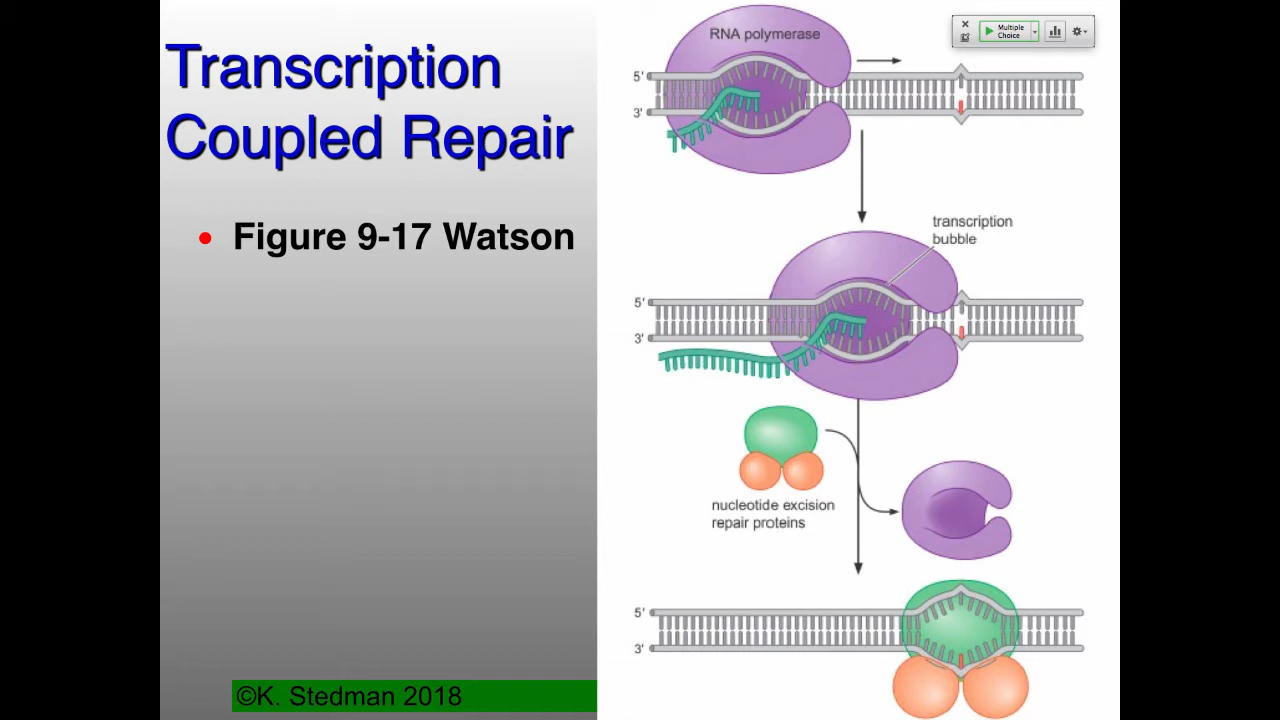 Transcription
Coupled Repair
• Figure 9-17 Watson
©K. Stedman 2018
RNA polymerase
Multiple
Choice
5′
3′
transcription
bubble
5′
3′
nucleotide excision
repair proteins
5′
3′